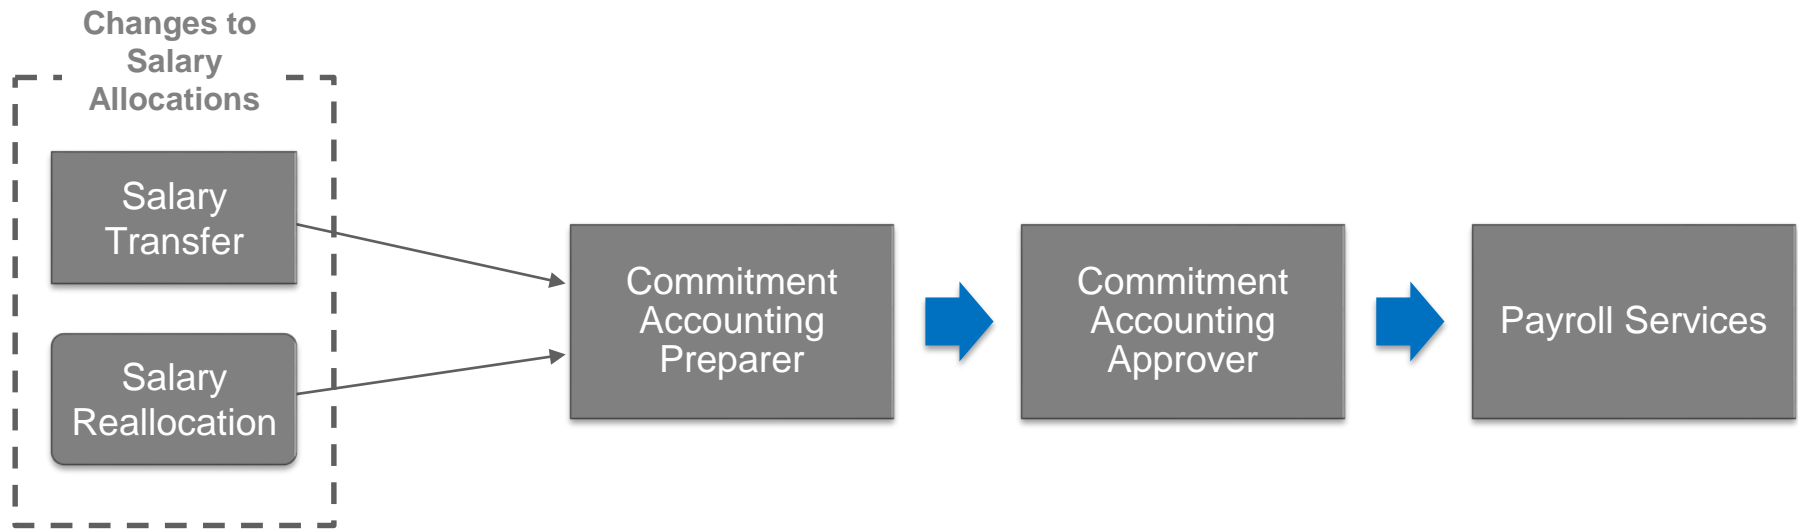 Changes to
Salary
Allocations
Salary
Transfer
Salary
Reallocation
Commitment
Accounting
Preparer
Commitment
Accounting
Approver
Payroll Services